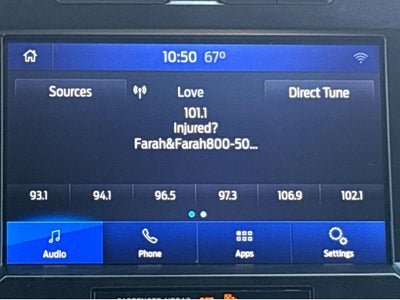 10:50 67°
Sources Love Direct Tune
101.1
Injured?
Farah&Farah800-50...
93.1 94.1 96.5 97.3 106.9 102.1
Audio Phone Apps Settings